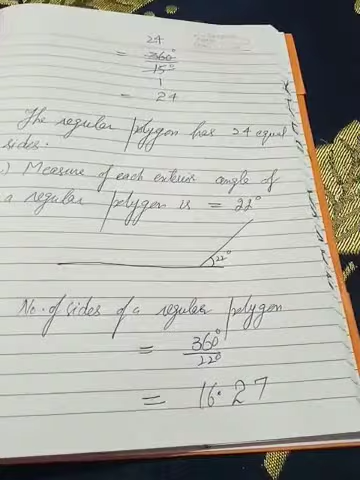 24
= 360°
15°
1
= 24
The regular polygon has 24 equal
sides.
) Measure of each exterior angle of
a regular polygon is = 22°
22°
No. of sides of a regular polygon
= 360°
22°
= 16.27